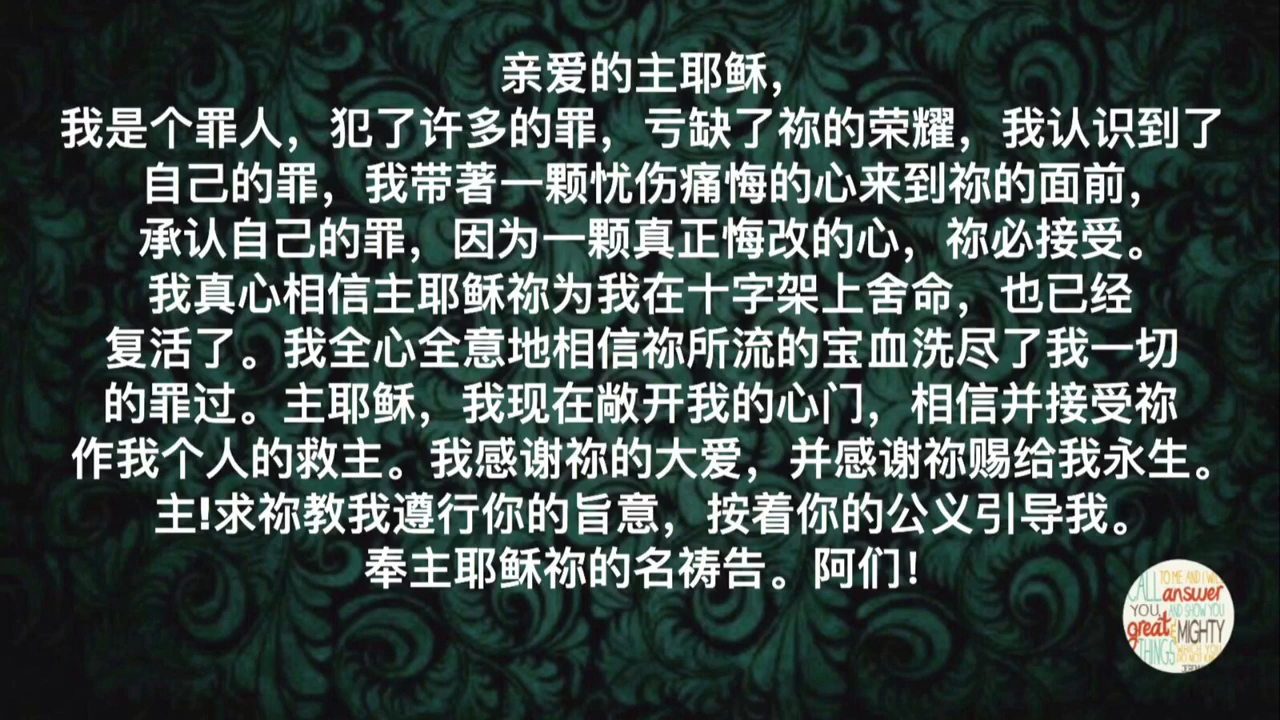 亲爱的主耶稣,
我是个罪人，犯了许多的罪，亏缺了祢的荣耀，我认识到了
自己的罪，我带著一颗忧伤痛悔的心来到祢的面前，
承认自己的罪，因为一颗真正悔改的心，祢必接受。
我真心相信主耶稣祢为我在十字架上舍命，也已经
复活了。我全心全意地相信祢所流的宝血洗尽了我一切
的罪过。主耶稣，我现在敞开我的心门，相信并接受祢
作我个人的救主。我感谢祢的大爱，并感谢祢赐给我永生。
主!求祢教我遵行你的旨意，按着你的公义引导我。
奉主耶稣祢的名祷告。阿们！
TO ME AND I WILL
CALL answer
YOU AND SHOW YOU
great & MIGHTY
THINGS WHICH YOU